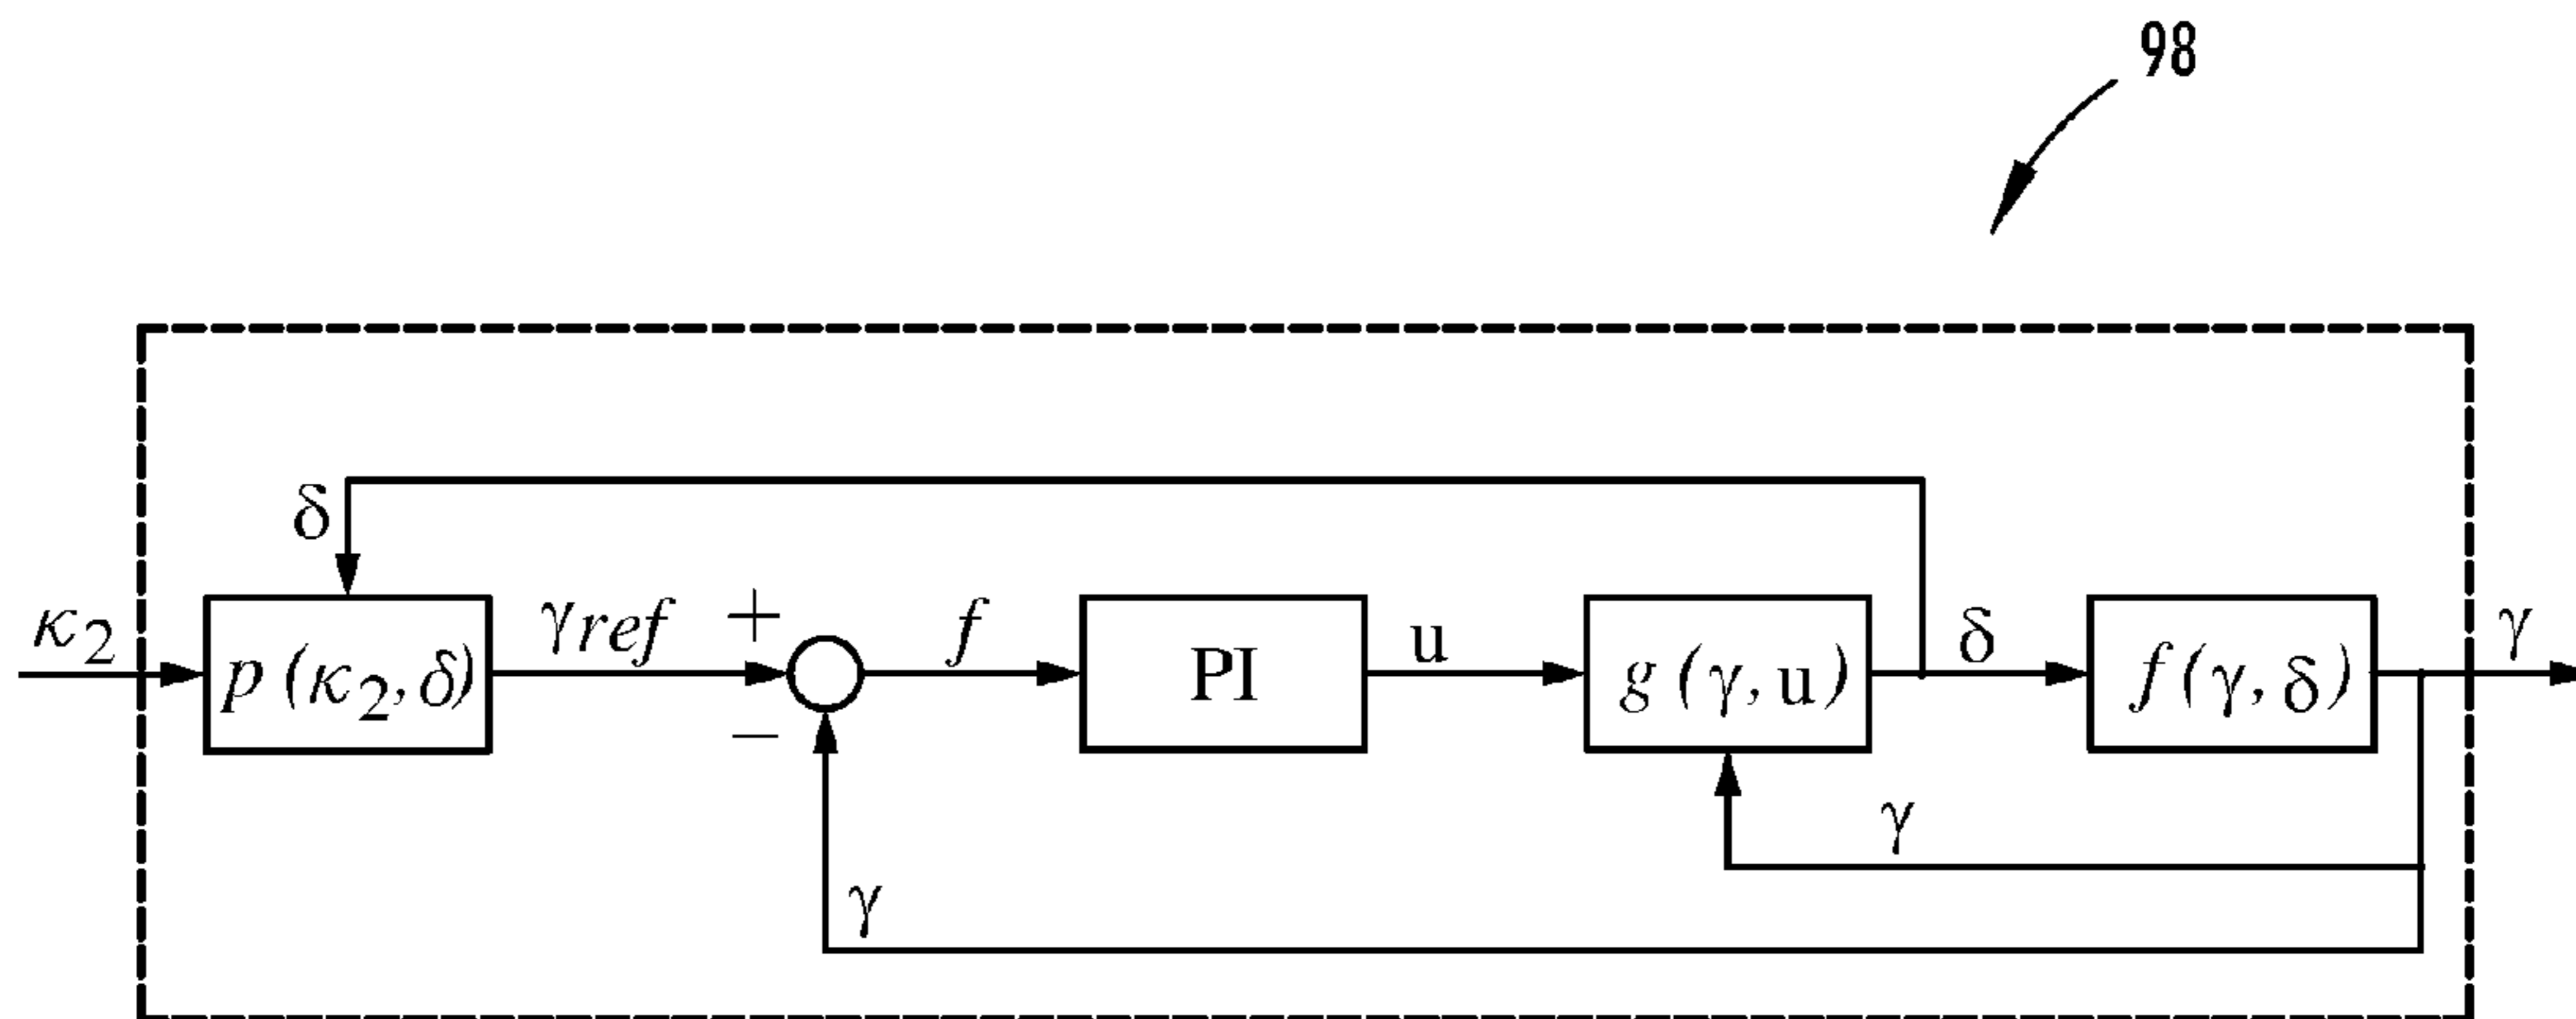 98
δ
κ2
p (κ2, δ)
γref
+
−
f
PI
u
g (γ, u)
δ
f (γ, δ)
γ
γ
γ